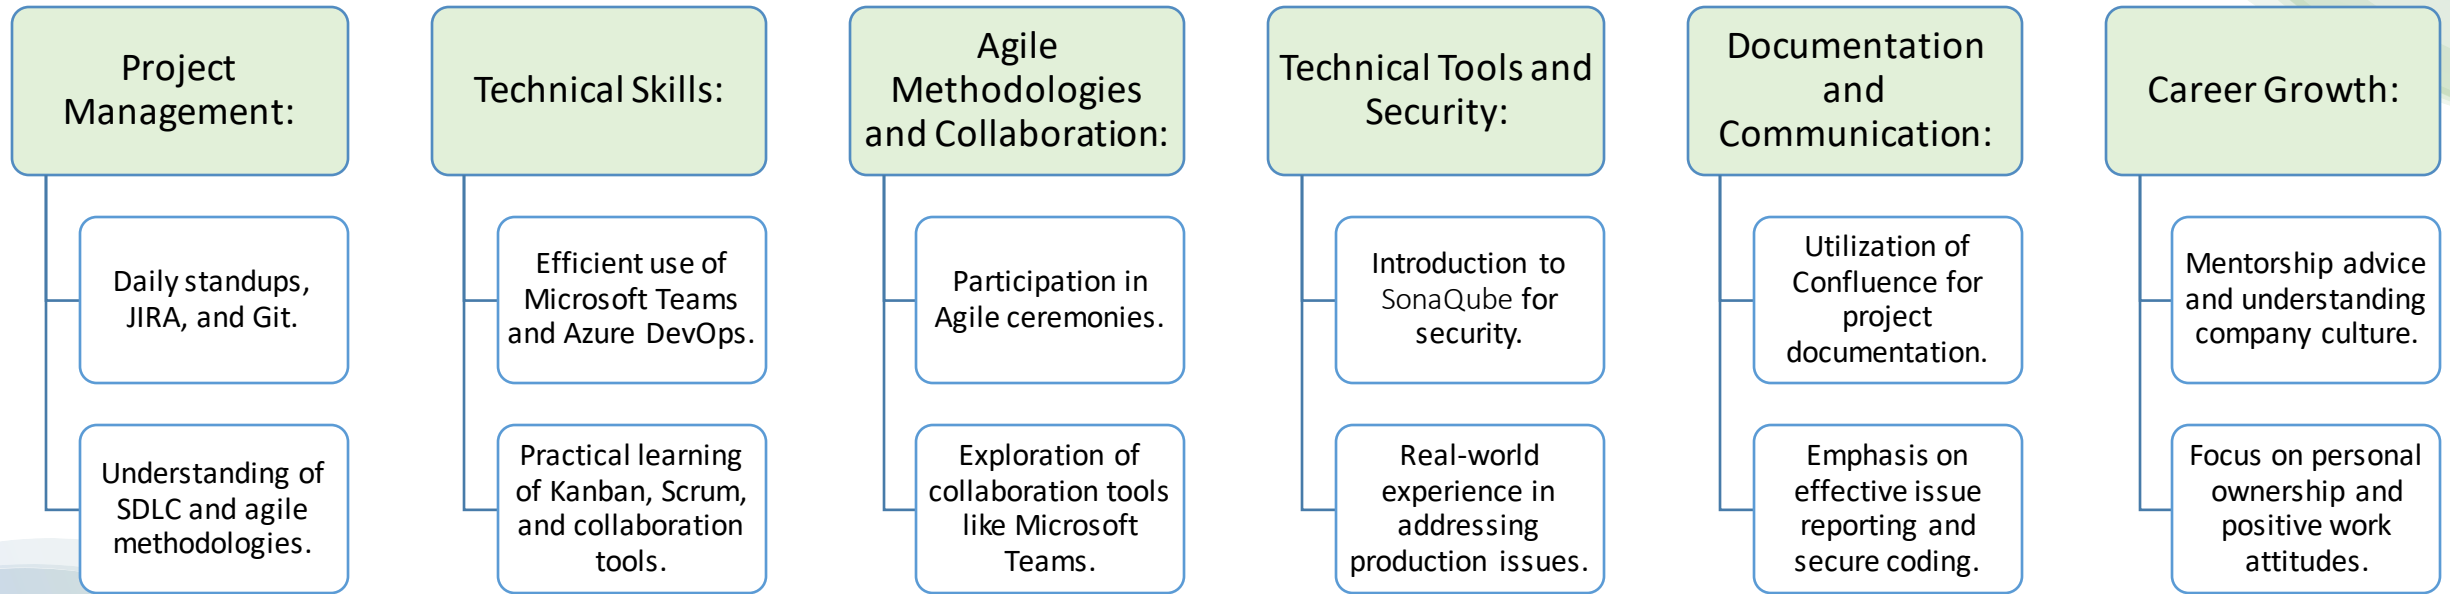 Project
Management:
Daily standups,
JIRA, and Git.
Understanding of
SDLC and agile
methodologies.
Technical Skills:
Efficient use of
Microsoft Teams
and Azure DevOps.
Practical learning
of Kanban, Scrum,
and collaboration
tools.
Agile
Methodologies
and Collaboration:
Participation in
Agile ceremonies.
Exploration of
collaboration tools
like Microsoft
Teams.
Technical Tools and
Security:
Introduction to
SonaQube for
security.
Real-world
experience in
addressing
production issues.
Documentation
and
Communication:
Utilization of
Confluence for
project
documentation.
Emphasis on
effective issue
reporting and
secure coding.
Career Growth:
Mentorship advice
and understanding
company culture.
Focus on personal
ownership and
positive work
attitudes.